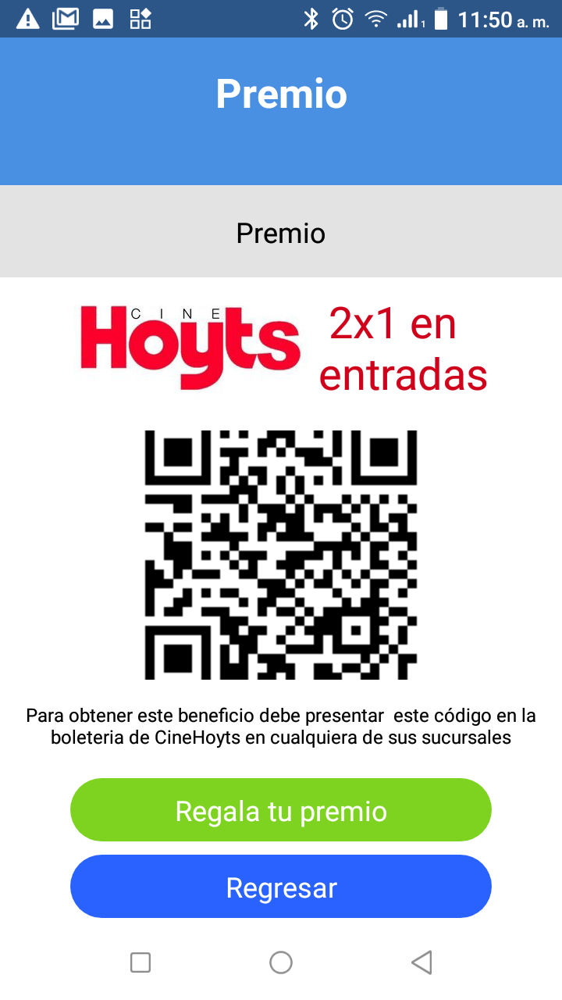 11:50 a. m.
Premio
Premio
CINE
Hoyts
2x1 en
entradas
Para obtener este beneficio debe presentar  este código en la
boleteria de CineHoyts en cualquiera de sus sucursales
Regala tu premio
Regresar